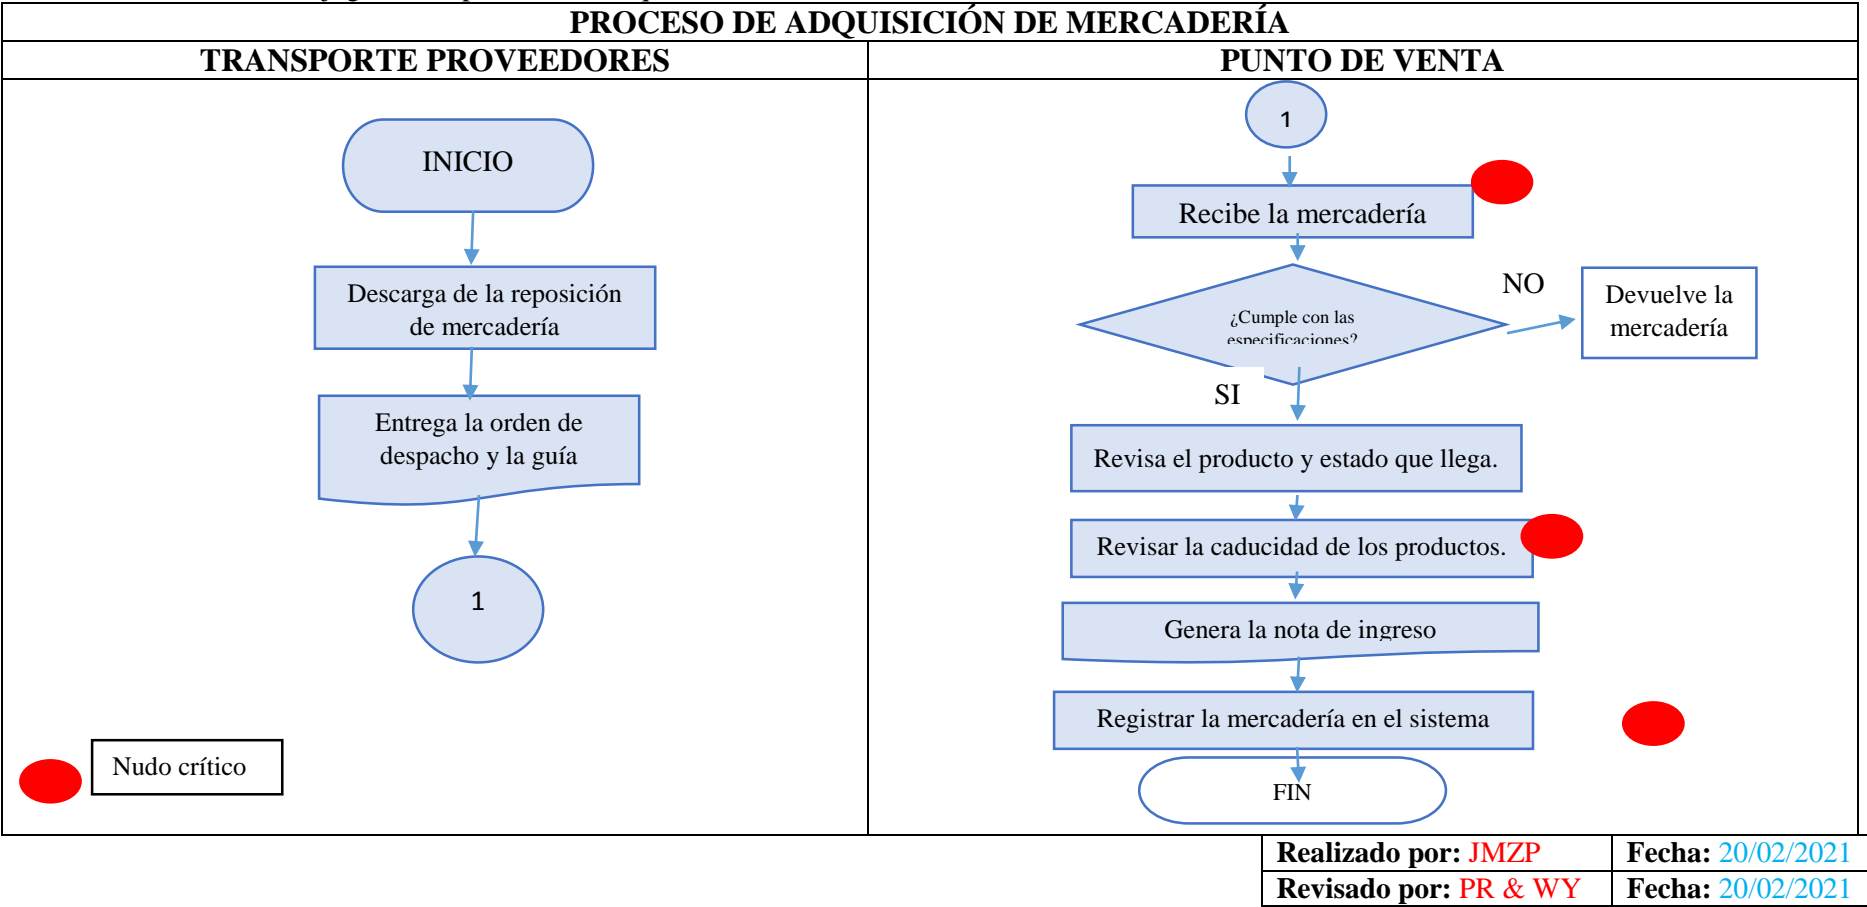 PROCESO DE ADQUISICIÓN DE MERCADERÍA
TRANSPORTE PROVEEDORES
PUNTO DE VENTA
INICIO
Descarga de la reposición
de mercadería
Entrega la orden de
despacho y la guía
1
Nudo crítico
1
Recibe la mercadería
¿Cumple con las
especificaciones?
NO
Devuelve la
mercadería
SI
Revisa el producto y estado que llega.
Revisar la caducidad de los productos.
Genera la nota de ingreso
Registrar la mercadería en el sistema
FIN
Realizado por: JMZP
Fecha: 20/02/2021
Revisado por: PR & WY
Fecha: 20/02/2021